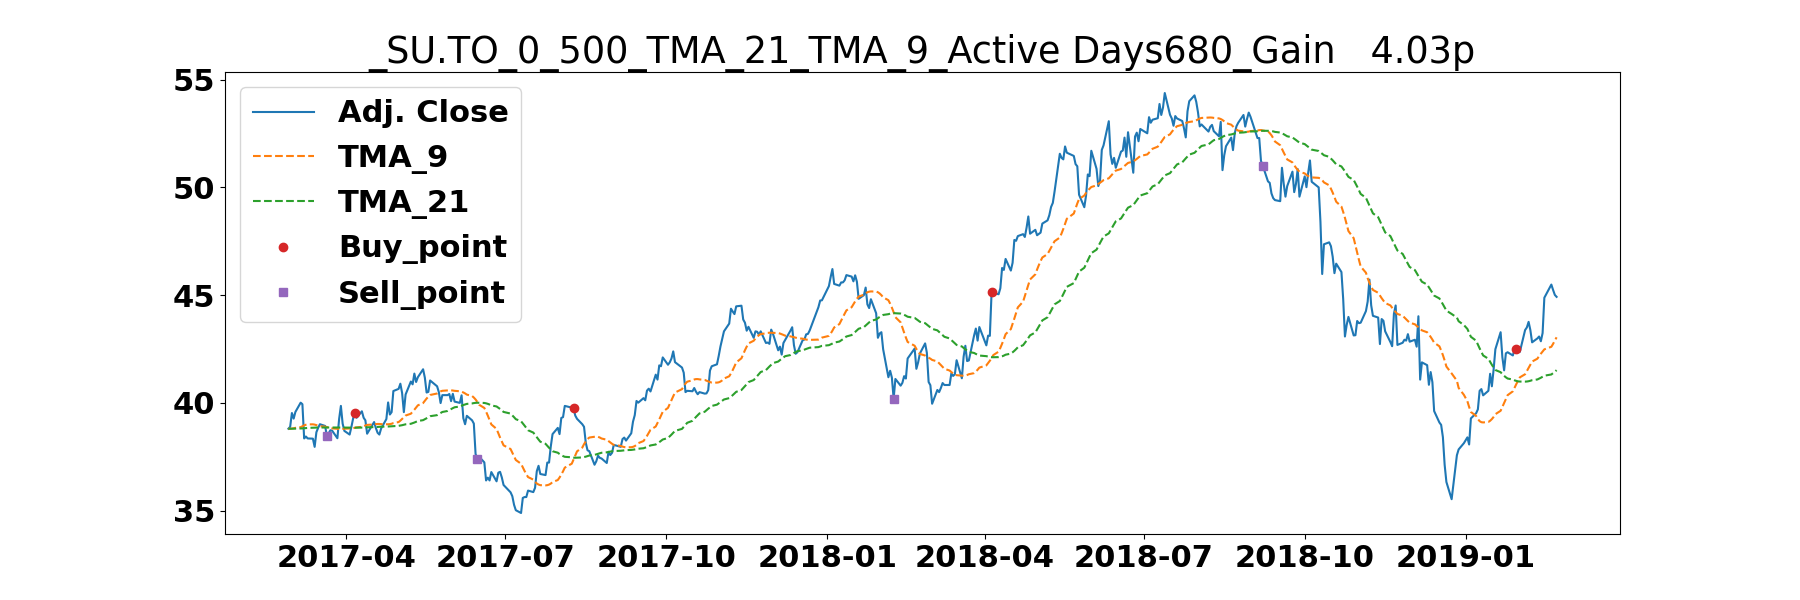 _SU.TO_0_500_TMA_21_TMA_9_Active Days680_Gain   4.03p
55
50
45
40
35
Adj. Close
TMA_9
TMA_21
Buy_point
Sell_point
2017-04 2017-07 2017-10 2018-01 2018-04 2018-07 2018-10 2019-01